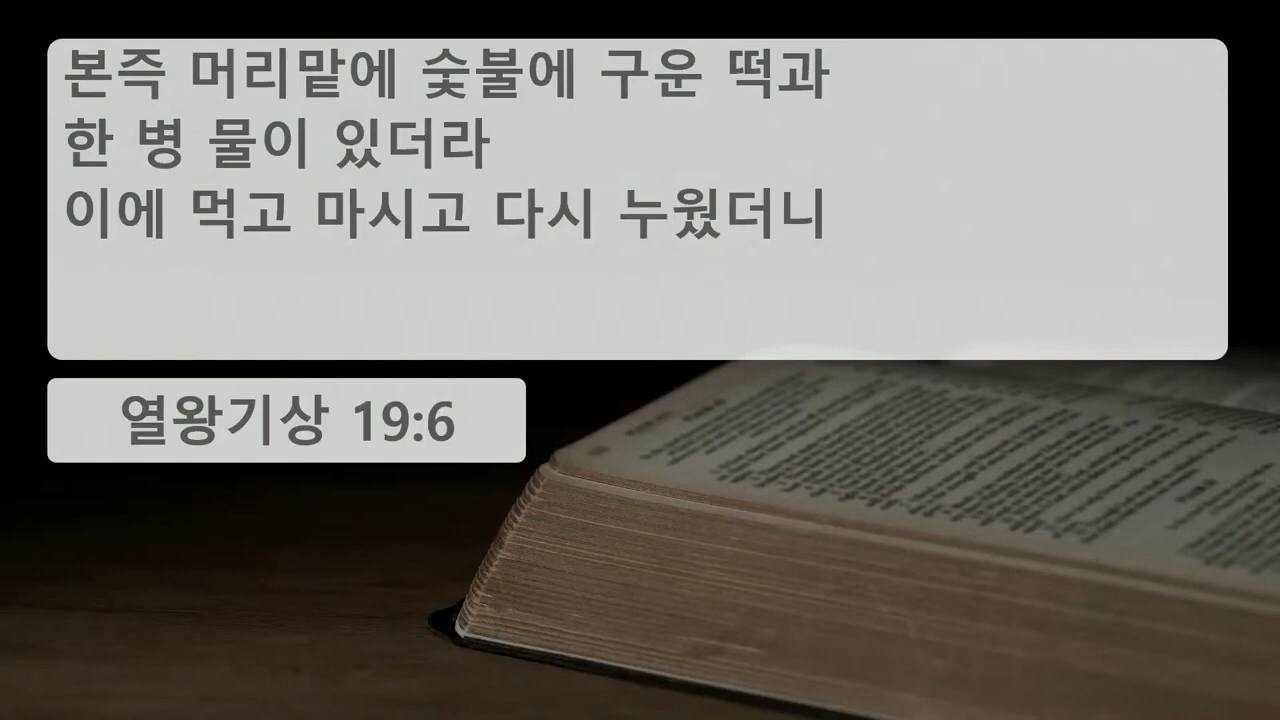 본즉 머리맡에 숯불에 구운 떡과
한 병 물이 있더라
이에 먹고 마시고 다시 누웠더니
열왕기상 19:6